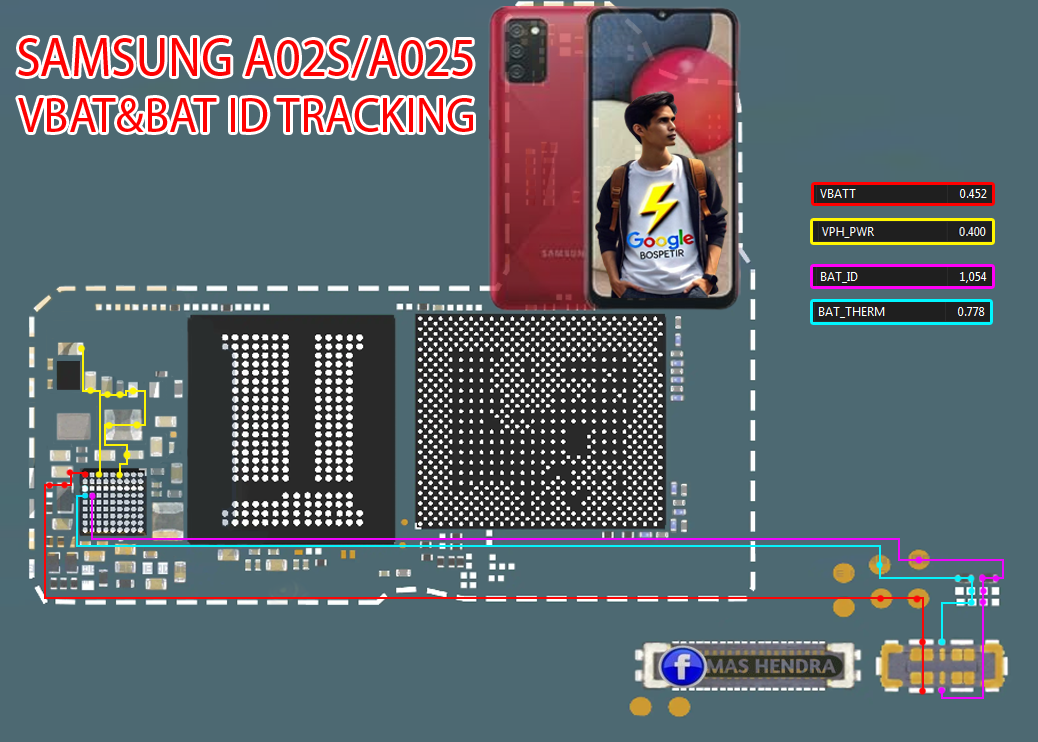 SAMSUNG A02S/A025
VBAT&BAT ID TRACKING
SAMSUNG
Google
BOSPETIR
VBATT 0.452
VPH_PWR 0.400
BAT_ID 1,054
BAT_THERM 0.778
f MAS HENDRA